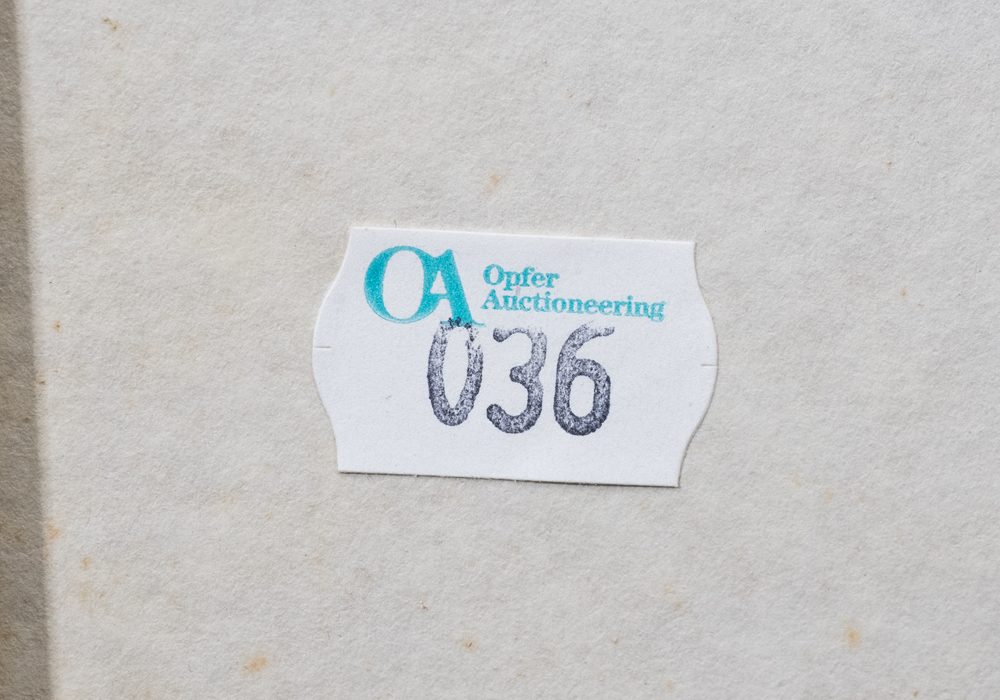 OA
Opfer
Auctioneering
036